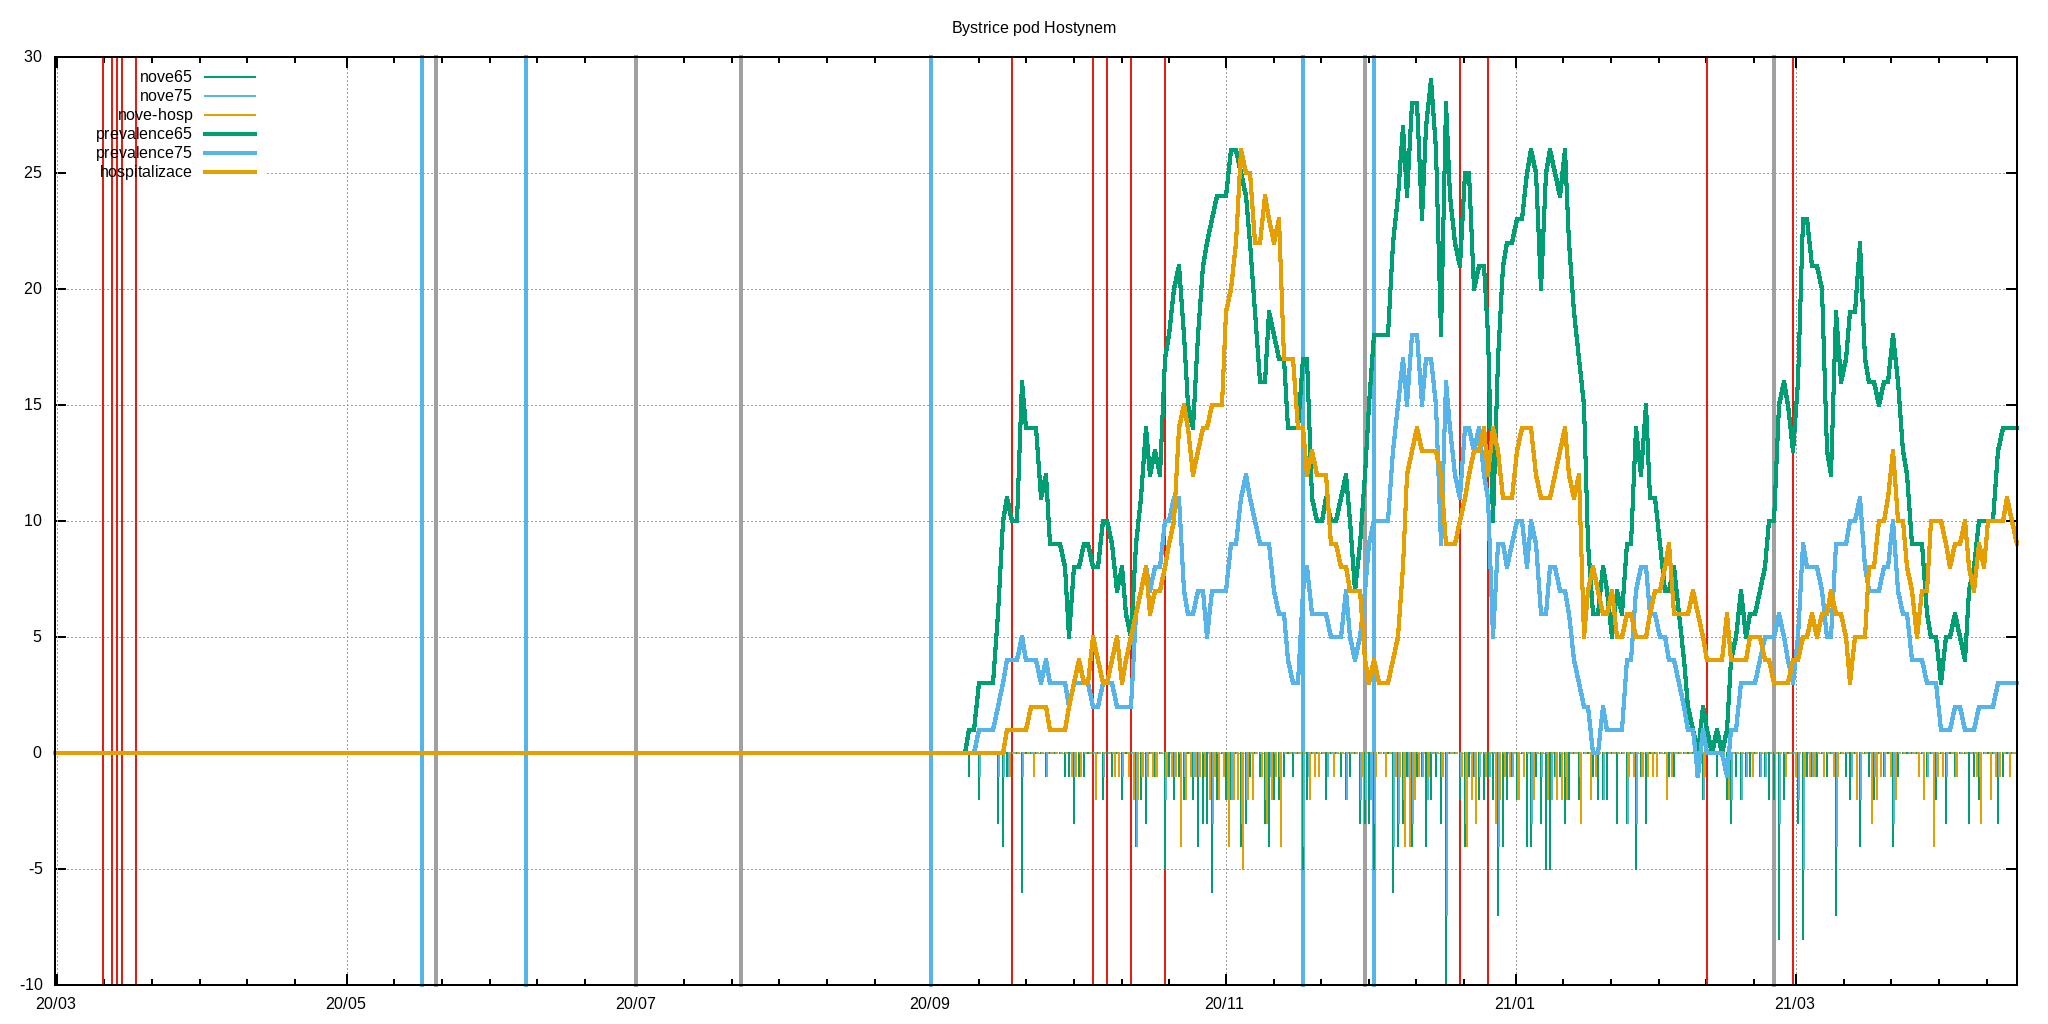 Bystrice pod Hostynem
30
25
20
15
10
5
0
-5
-10
nove65
nove75
nove-hosp
prevalence65
prevalence75
hospitalizace
20/03 20/05 20/07 20/09 20/11 21/01 21/03